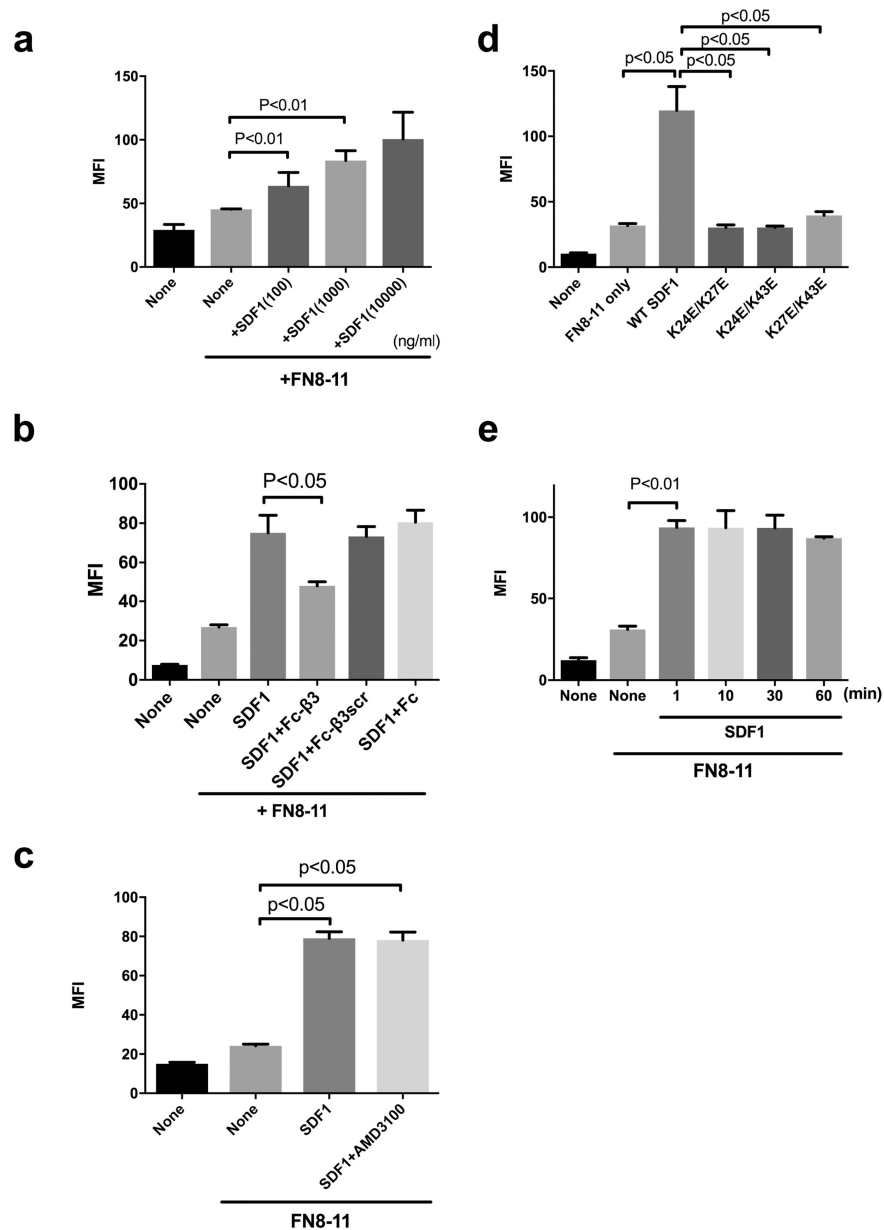 a
P<0.01
P<0.01
150
100
50
0
MFI
None
None
+SDF1(100)
+SDF1(1000)
+SDF1(10000)
(ng/ml)
+FN8-11
b
P<0.05
100
80
60
40
20
0
MFI
None
None
SDF1
SDF1+Fc-β3
SDF1+Fc-β3scr
SDF1+Fc
+ FN8-11
c
p<0.05
p<0.05
100
80
60
40
20
0
MFI
None
None
SDF1
SDF1+AMD3100
FN8-11
d
p<0.05
p<0.05
p<0.05
p<0.05
150
100
50
0
MFI
None
FN8-11 only
WT SDF1
K24E/K27E
K24E/K43E
K27E/K43E
e
P<0.01
100
50
0
MFI
None
None
1
10
30
60
(min)
SDF1
FN8-11